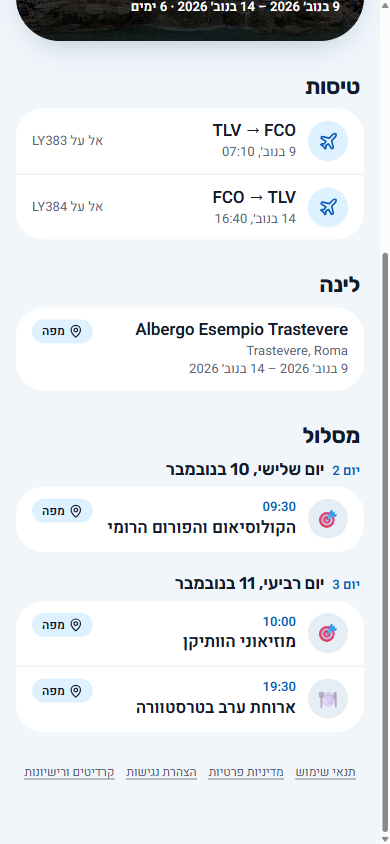 9 בנוב׳ 2026 – 14 בנוב׳ 2026 · 6 ימים
טיסות
TLV → FCO
9 בנוב׳, 07:10
אל על LY383
FCO → TLV
14 בנוב׳, 16:40
אל על LY384
לינה
Albergo Esempio Trastevere
Trastevere, Roma
9 בנוב׳ 2026 – 14 בנוב׳ 2026
מפה
מסלול
יום 2 יום שלישי, 10 בנובמבר
09:30
הקולוסיאום והפורום הרומי
מפה
יום 3 יום רביעי, 11 בנובמבר
10:00
מוזיאוני הוותיקן
מפה
19:30
ארוחת ערב בטרסטוורה
מפה
תנאי שימוש מדיניות פרטיות הצהרת נגישות קרדיטים ורישיונות